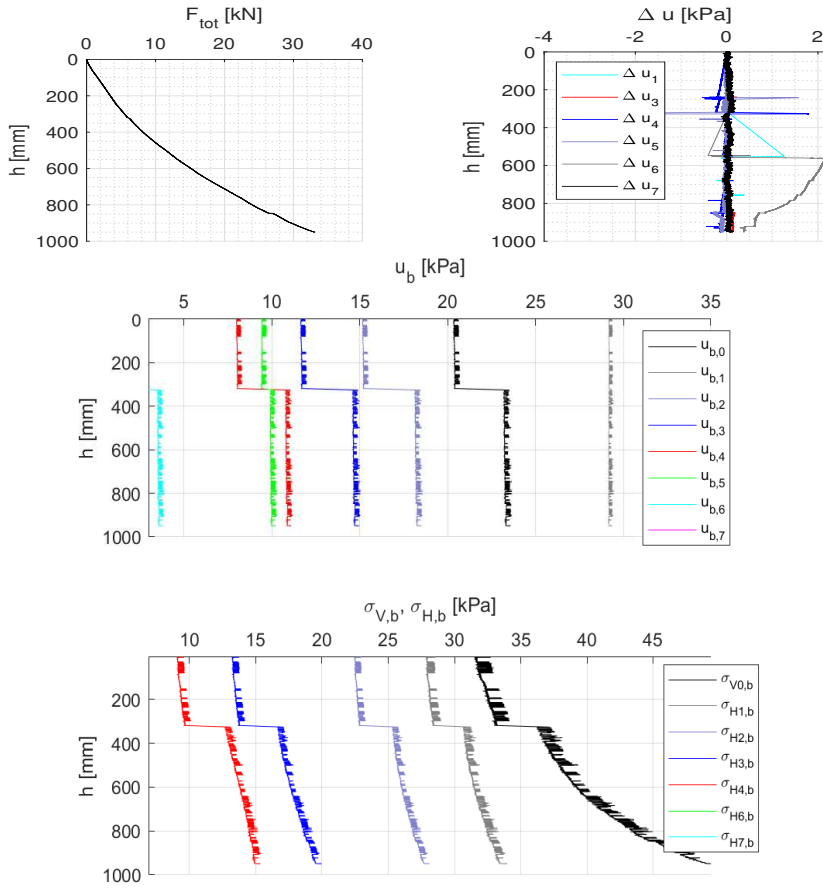 F_tot [kN]
0 10 20 30 40
0
200
400
600
800
1000
h [mm]
Δ u [kPa]
-4 -2 0 2
0
200
400
600
800
1000
h [mm]
Δ u_1
Δ u_3
Δ u_4
Δ u_5
Δ u_6
Δ u_7
u_b [kPa]
5 10 15 20 25 30 35
0
200
400
600
800
1000
h [mm]
u_b,0
u_b,1
u_b,2
u_b,3
u_b,4
u_b,5
u_b,6
u_b,7
σ_V,b, σ_H,b [kPa]
10 15 20 25 30 35 40 45
200
400
600
800
1000
h [mm]
σ_V0,b
σ_H1,b
σ_H2,b
σ_H3,b
σ_H4,b
σ_H6,b
σ_H7,b